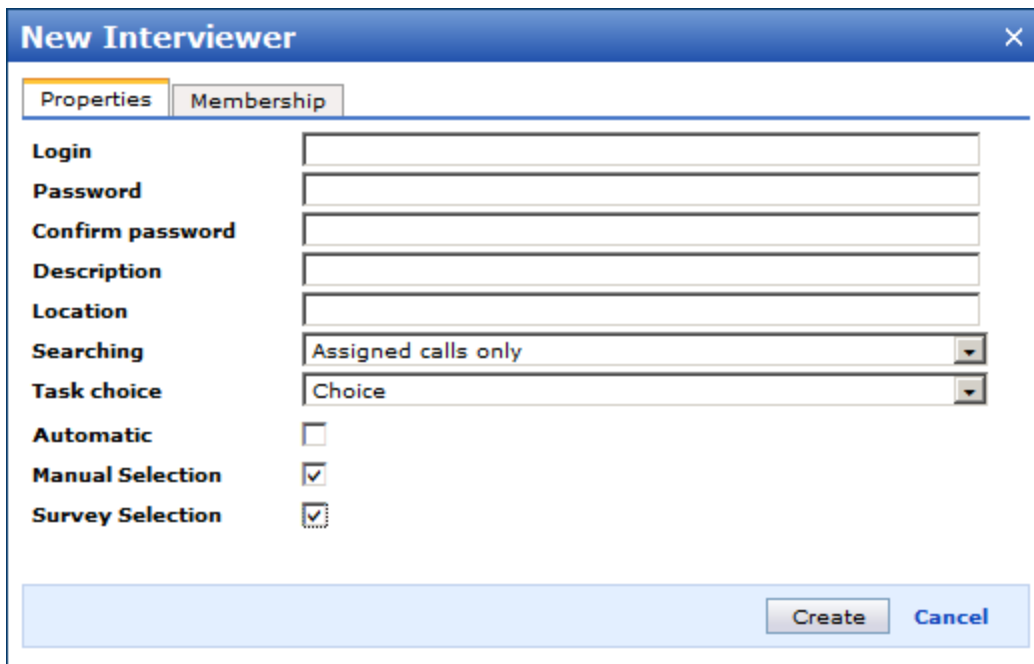 New Interviewer
Properties Membership
Login
Password
Confirm password
Description
Location
Searching Assigned calls only
Task choice Choice
Automatic
Manual Selection
Survey Selection
Create Cancel